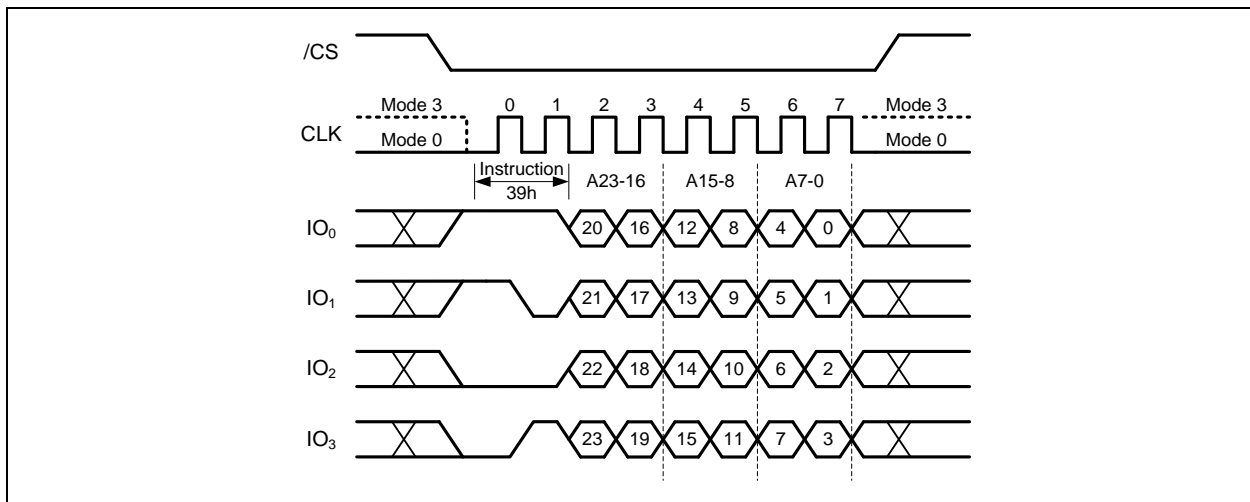 /CS
Mode 3 0 1 2 3 4 5 6 7 Mode 3
CLK
Mode 0 Mode 0
Instruction A23-16 A15-8 A7-0
39h
IO₀ 20 16 12 8 4 0
IO₁ 21 17 13 9 5 1
IO₂ 22 18 14 10 6 2
IO₃ 23 19 15 11 7 3